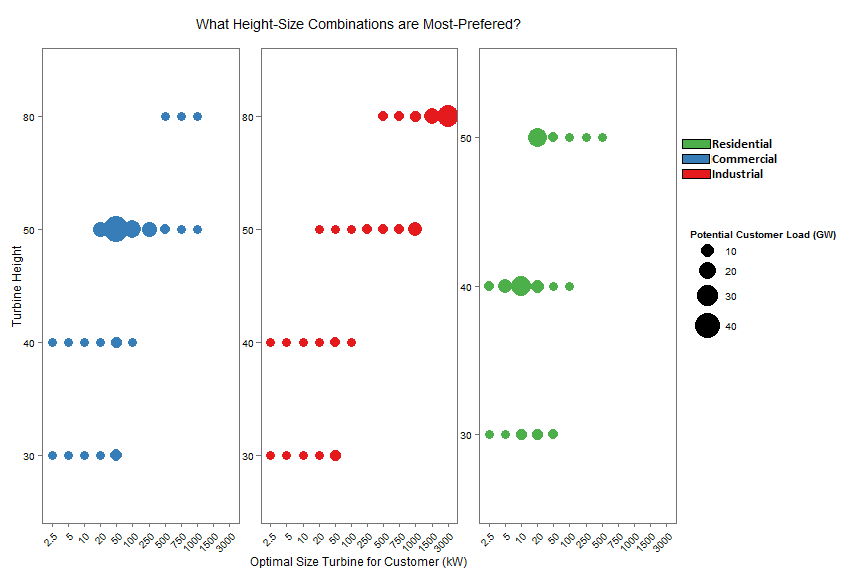 What Height-Size Combinations are Most-Prefered?
Turbine Height
80
50
40
30
2.5 5 10 20 50 100 250 500 750 1000 1500 3000
80
50
40
30
2.5 5 10 20 50 100 250 500 750 1000 1500 3000
50
40
30
2.5 5 10 20 50 100 250 500 750 1000 1500 3000
Optimal Size Turbine for Customer (kW)
Residential
Commercial
Industrial
Potential Customer Load (GW)
10
20
30
40